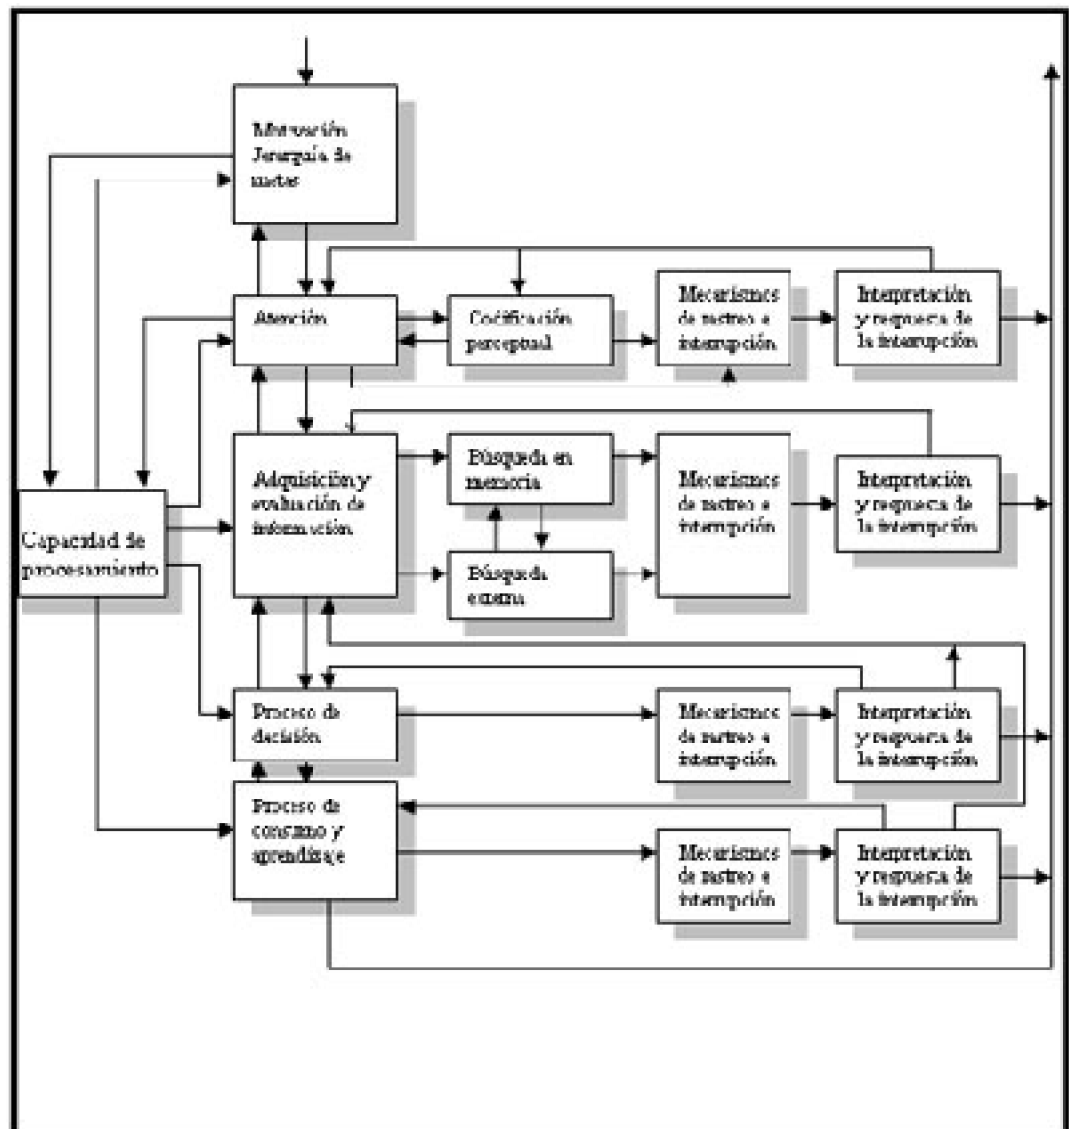 Motivación
Jerarquía de
metas
Atención
Codificación
perceptual
Mecanismos
de rastreo e
interrupción
Interpretación
y respuesta de
la interrupción
Adquisición y
evaluación de
información
Búsqueda en
memoria
Búsqueda
externa
Mecanismos
de rastreo e
interrupción
Interpretación
y respuesta de
la interrupción
Capacidad de
procesamiento
Proceso de
decisión
Mecanismos
de rastreo e
interrupción
Interpretación
y respuesta de
la interrupción
Proceso de
consumo y
aprendizaje
Mecanismos
de rastreo e
interrupción
Interpretación
y respuesta de
la interrupción